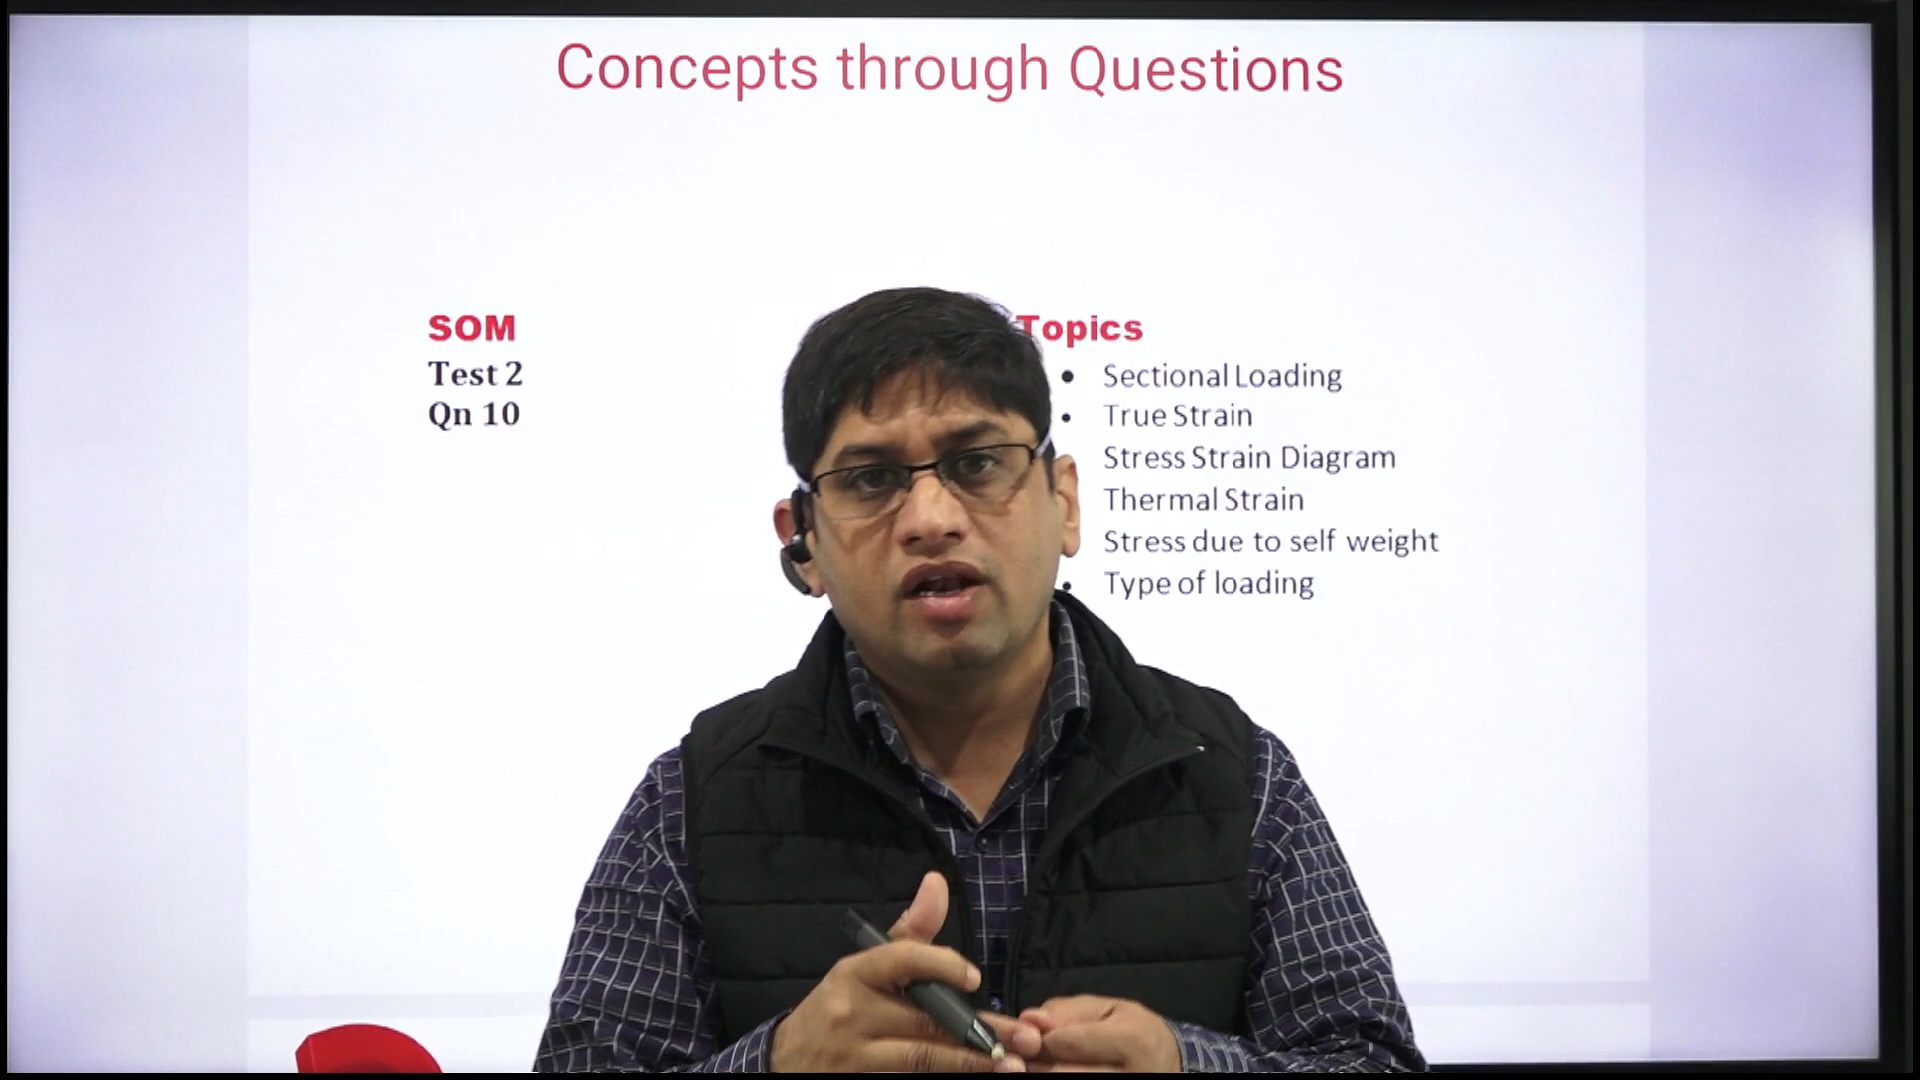 Concepts through Questions
SOM
Test 2
Qn 10
Topics
• Sectional Loading
• True Strain
Stress Strain Diagram
Thermal Strain
Stress due to self weight
• Type of loading